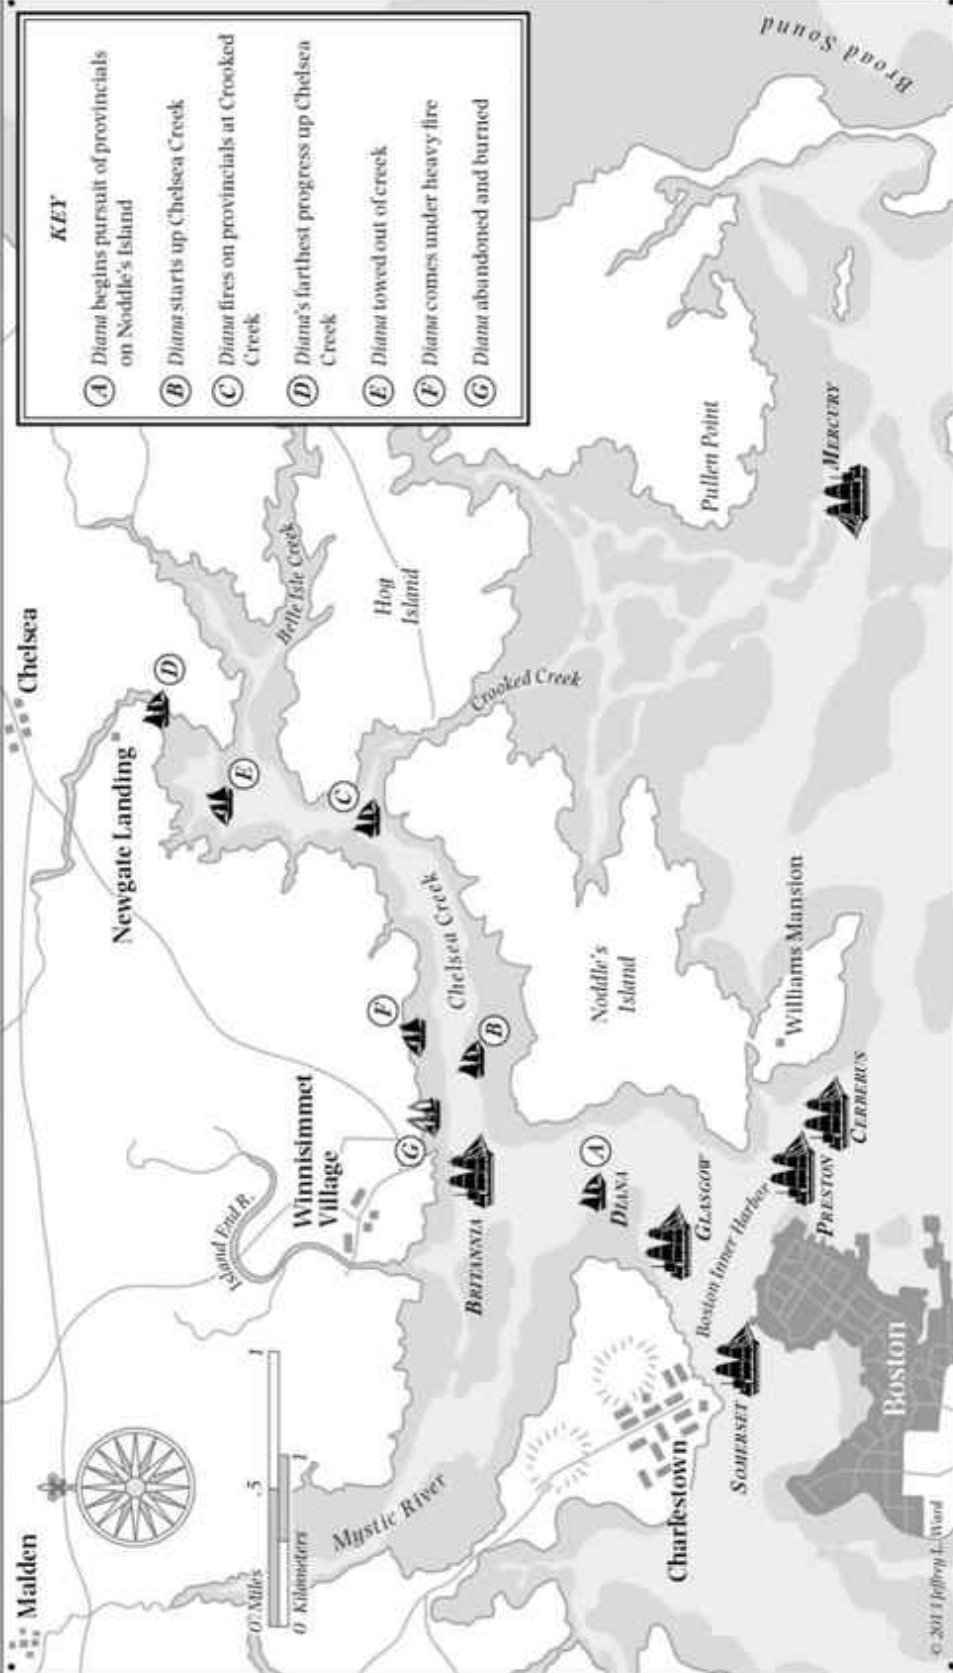 KEY
A Diana begins pursuit of provincials
on Noddle's Island
B Diana starts up Chelsea Creek
C Diana fires on provincials at Crooked
Creek
D Diana's farthest progress up Chelsea
Creek
E Diana towed out of creek
F Diana comes under heavy fire
G Diana abandoned and burned
Malden
Chelsea
Broad Sound
Newgate Landing
D
E
Belle Isle Creek
Hog
Island
C
Crooked Creek
Pullen Point
MERCURY
Island End R.
Winnisimmet
Village
G
F
Chelsea Creek
B
BRITANNIA
Noddle's
Island
A
DIANA
GLASGOW
Williams Mansion
Boston Inner Harbor
PRESTON
CERBERUS
SOMERSET
Charlestown
Boston
Mystic River
0 Miles .5 1
0 Kilometers 1
© 2013 Jeffrey L. Ward